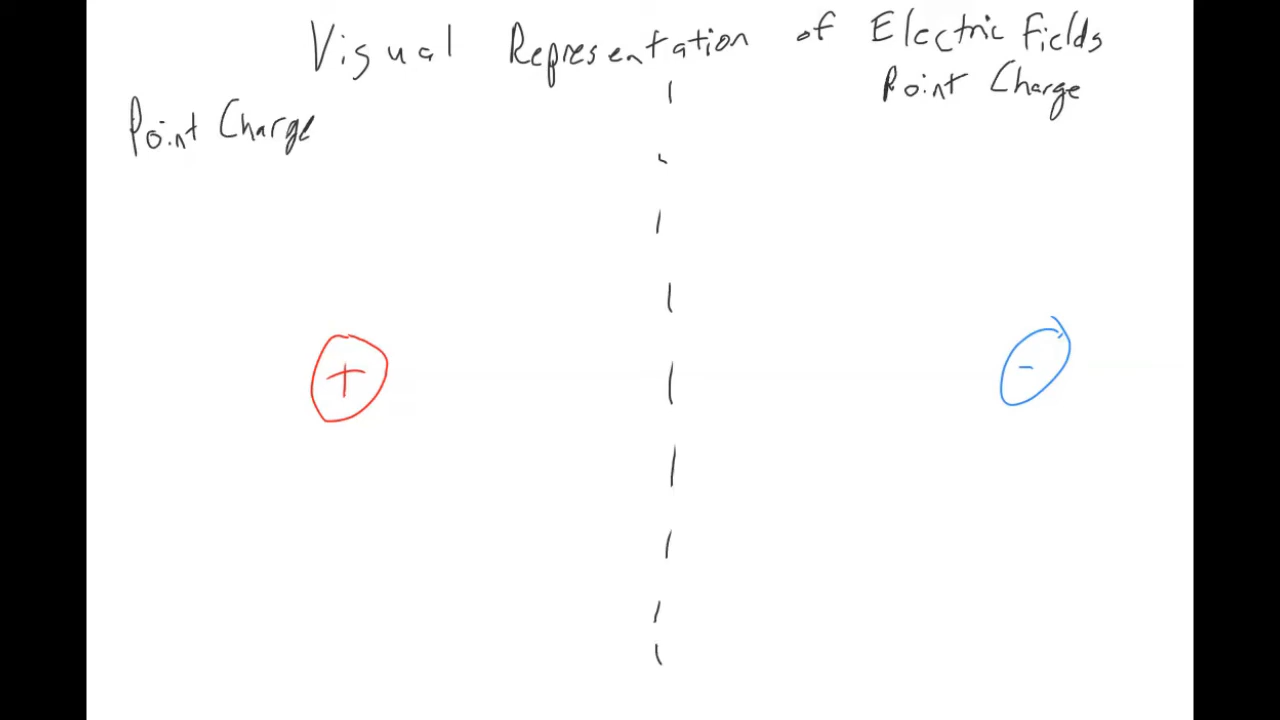 Visual Representation of Electric Fields
Point Charge
Point Charge
+
-